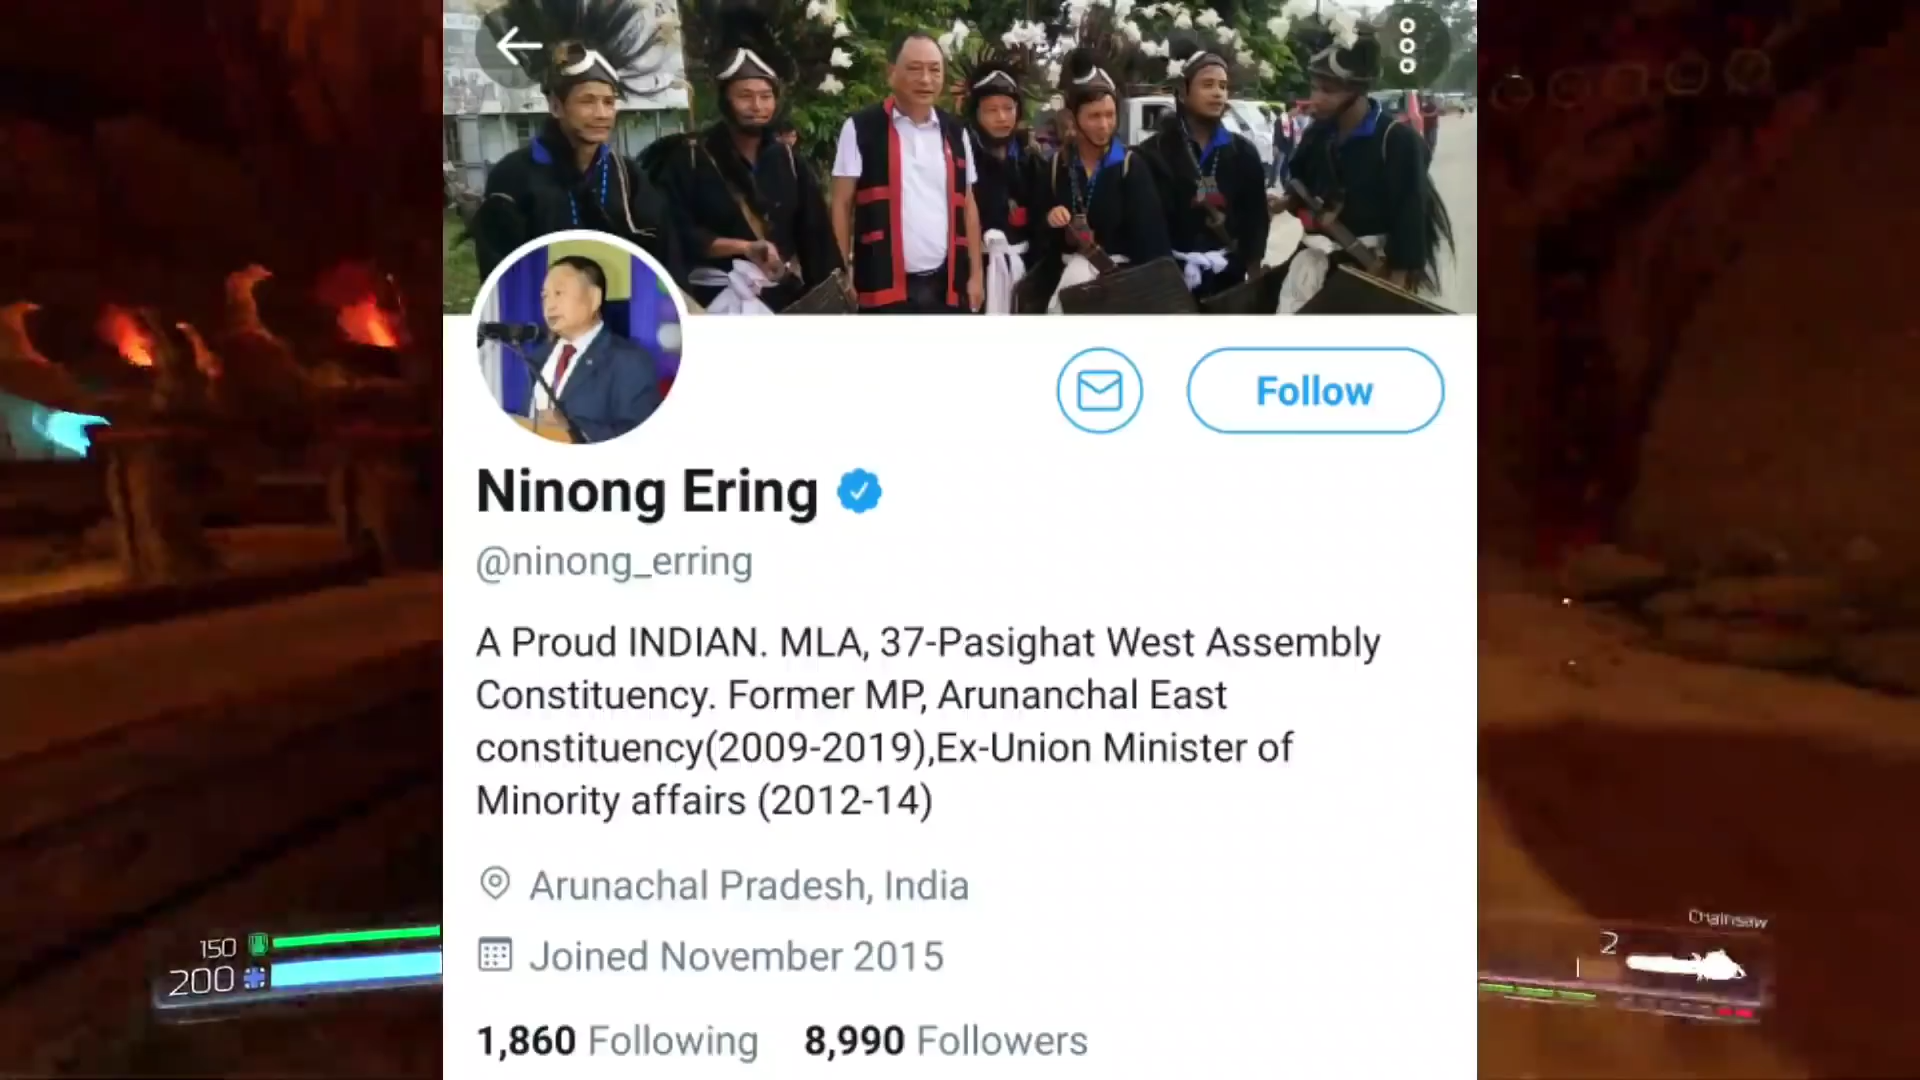 Follow
Ninong Ering
@ninong_erring
A Proud INDIAN. MLA, 37-Pasighat West Assembly
Constituency. Former MP, Arunanchal East
constituency(2009-2019),Ex-Union Minister of
Minority affairs (2012-14)
Arunachal Pradesh, India
Joined November 2015
1,860 Following 8,990 Followers
150
200
Chainsaw
2